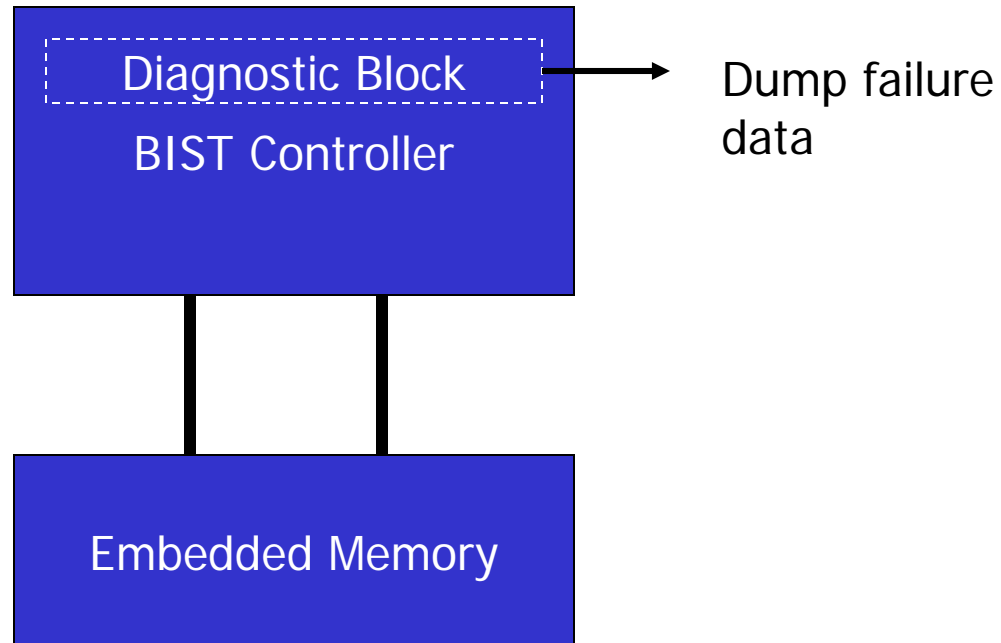 Diagnostic Block
BIST Controller
Dump failure
data
Embedded Memory